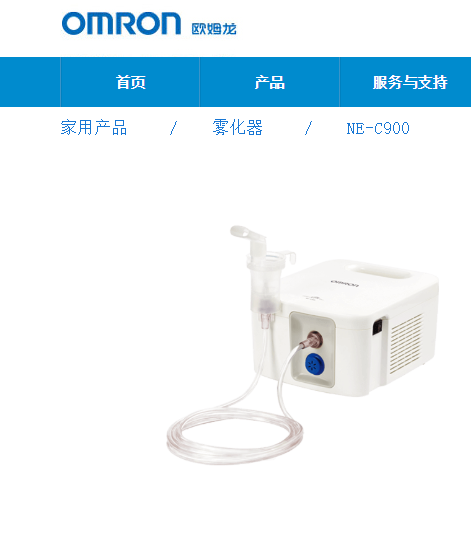 OMRON 欧姆龙
首页 产品 服务与支持
家用产品 / 雾化器 / NE-C900
OMRON